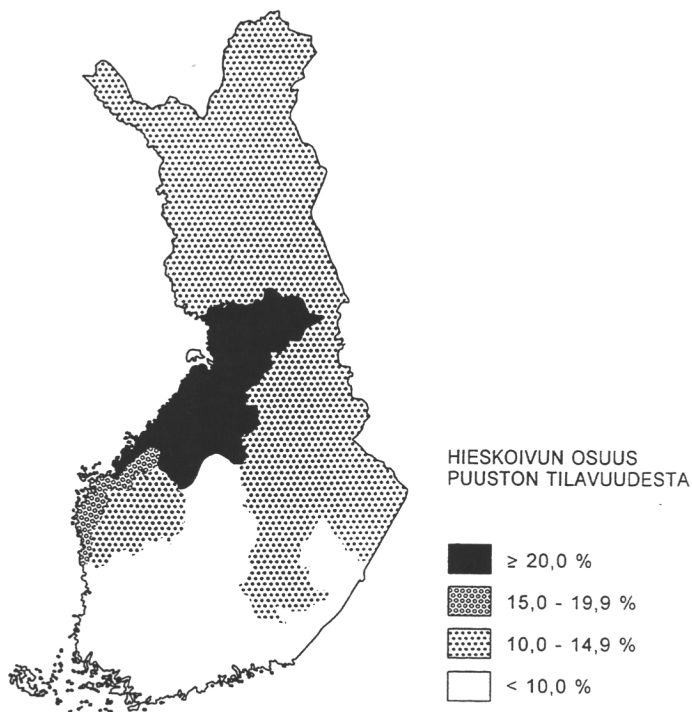 HIESKOIVUN OSUUS
PUUSTON TILAVUUDESTA
≥ 20,0 %
15,0 - 19,9 %
10,0 - 14,9 %
< 10,0 %